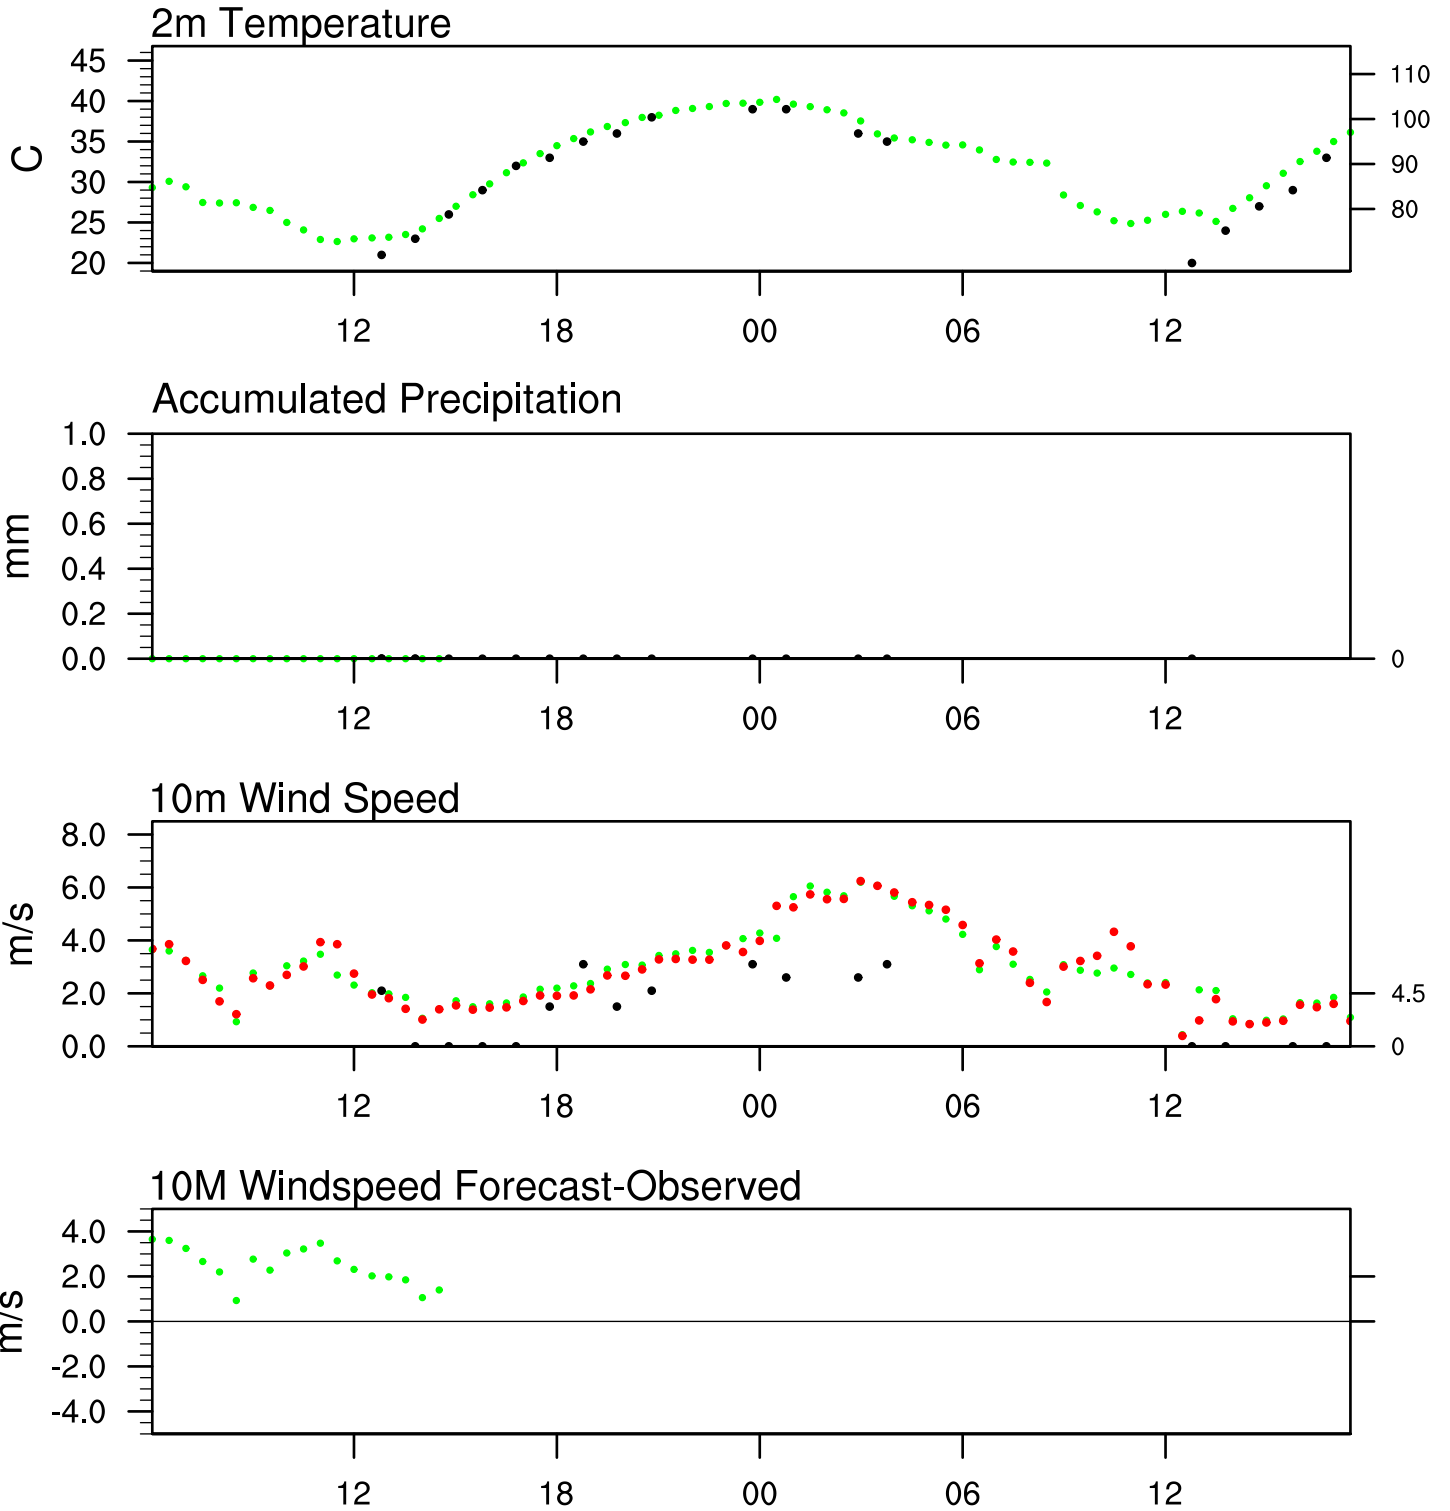 2m Temperature
45
40
35
30
25
20
C
110
100
90
80
12 18 00 06 12
Accumulated Precipitation
1.0
0.8
0.6
0.4
0.2
0.0
mm
0
12 18 00 06 12
10m Wind Speed
8.0
6.0
4.0
2.0
0.0
m/s
4.5
0
12 18 00 06 12
10M Windspeed Forecast-Observed
4.0
2.0
0.0
-2.0
-4.0
m/s
12 18 00 06 12